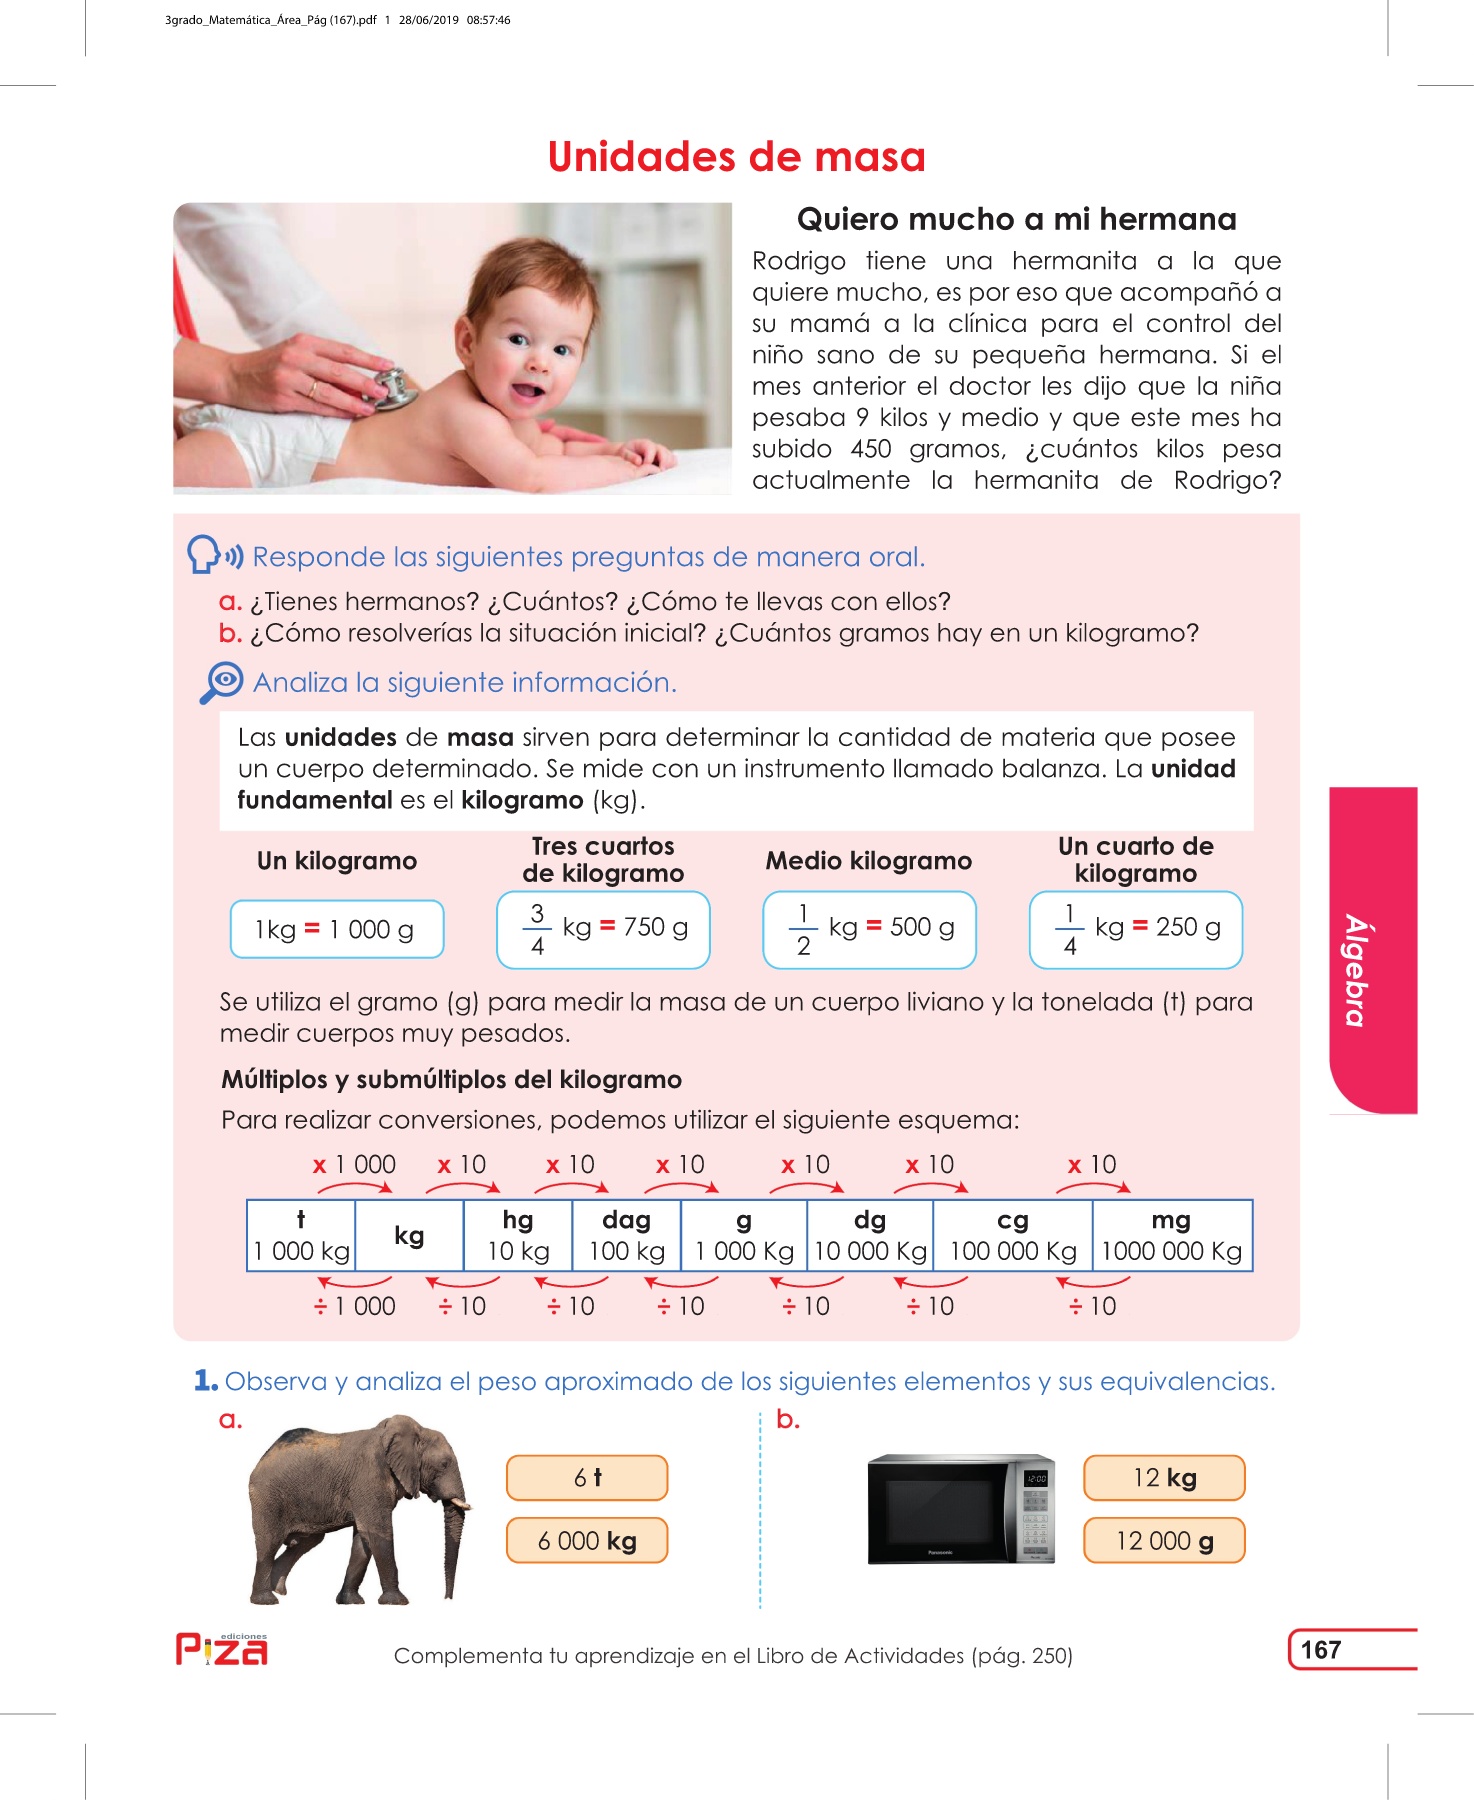 3grado_Matemática_Área_Pág (167).pdf 1 28/06/2019 08:57:46
Unidades de masa
Quiero mucho a mi hermana
Rodrigo tiene una hermanita a la que
quiere mucho, es por eso que acompañó a
su mamá a la clínica para el control del
niño sano de su pequeña hermana. Si el
mes anterior el doctor les dijo que la niña
pesaba 9 kilos y medio y que este mes ha
subido 450 gramos, ¿cuántos kilos pesa
actualmente la hermanita de Rodrigo?
Responde las siguientes preguntas de manera oral.
a. ¿Tienes hermanos? ¿Cuántos? ¿Cómo te llevas con ellos?
b. ¿Cómo resolverías la situación inicial? ¿Cuántos gramos hay en un kilogramo?
Analiza la siguiente información.
Las unidades de masa sirven para determinar la cantidad de materia que posee
un cuerpo determinado. Se mide con un instrumento llamado balanza. La unidad
fundamental es el kilogramo (kg).
Un kilogramo
1kg = 1 000 g
Tres cuartos
de kilogramo
3/4 kg = 750 g
Medio kilogramo
1/2 kg = 500 g
Un cuarto de
kilogramo
1/4 kg = 250 g
Se utiliza el gramo (g) para medir la masa de un cuerpo liviano y la tonelada (t) para
medir cuerpos muy pesados.
Múltiplos y submúltiplos del kilogramo
Para realizar conversiones, podemos utilizar el siguiente esquema:
x 1 000 x 10 x 10 x 10 x 10 x 10 x 10
t kg hg dag g dg cg mg
1 000 kg 10 kg 100 kg 1 000 Kg 10 000 Kg 100 000 Kg 1000 000 Kg
÷ 1 000 ÷ 10 ÷ 10 ÷ 10 ÷ 10 ÷ 10 ÷ 10
Álgebra
1. Observa y analiza el peso aproximado de los siguientes elementos y sus equivalencias.
a.
6 t
6 000 kg
b.
12:00
Panasonic
12 kg
12 000 g
ediciones
Piza
Complementa tu aprendizaje en el Libro de Actividades (pág. 250)
167